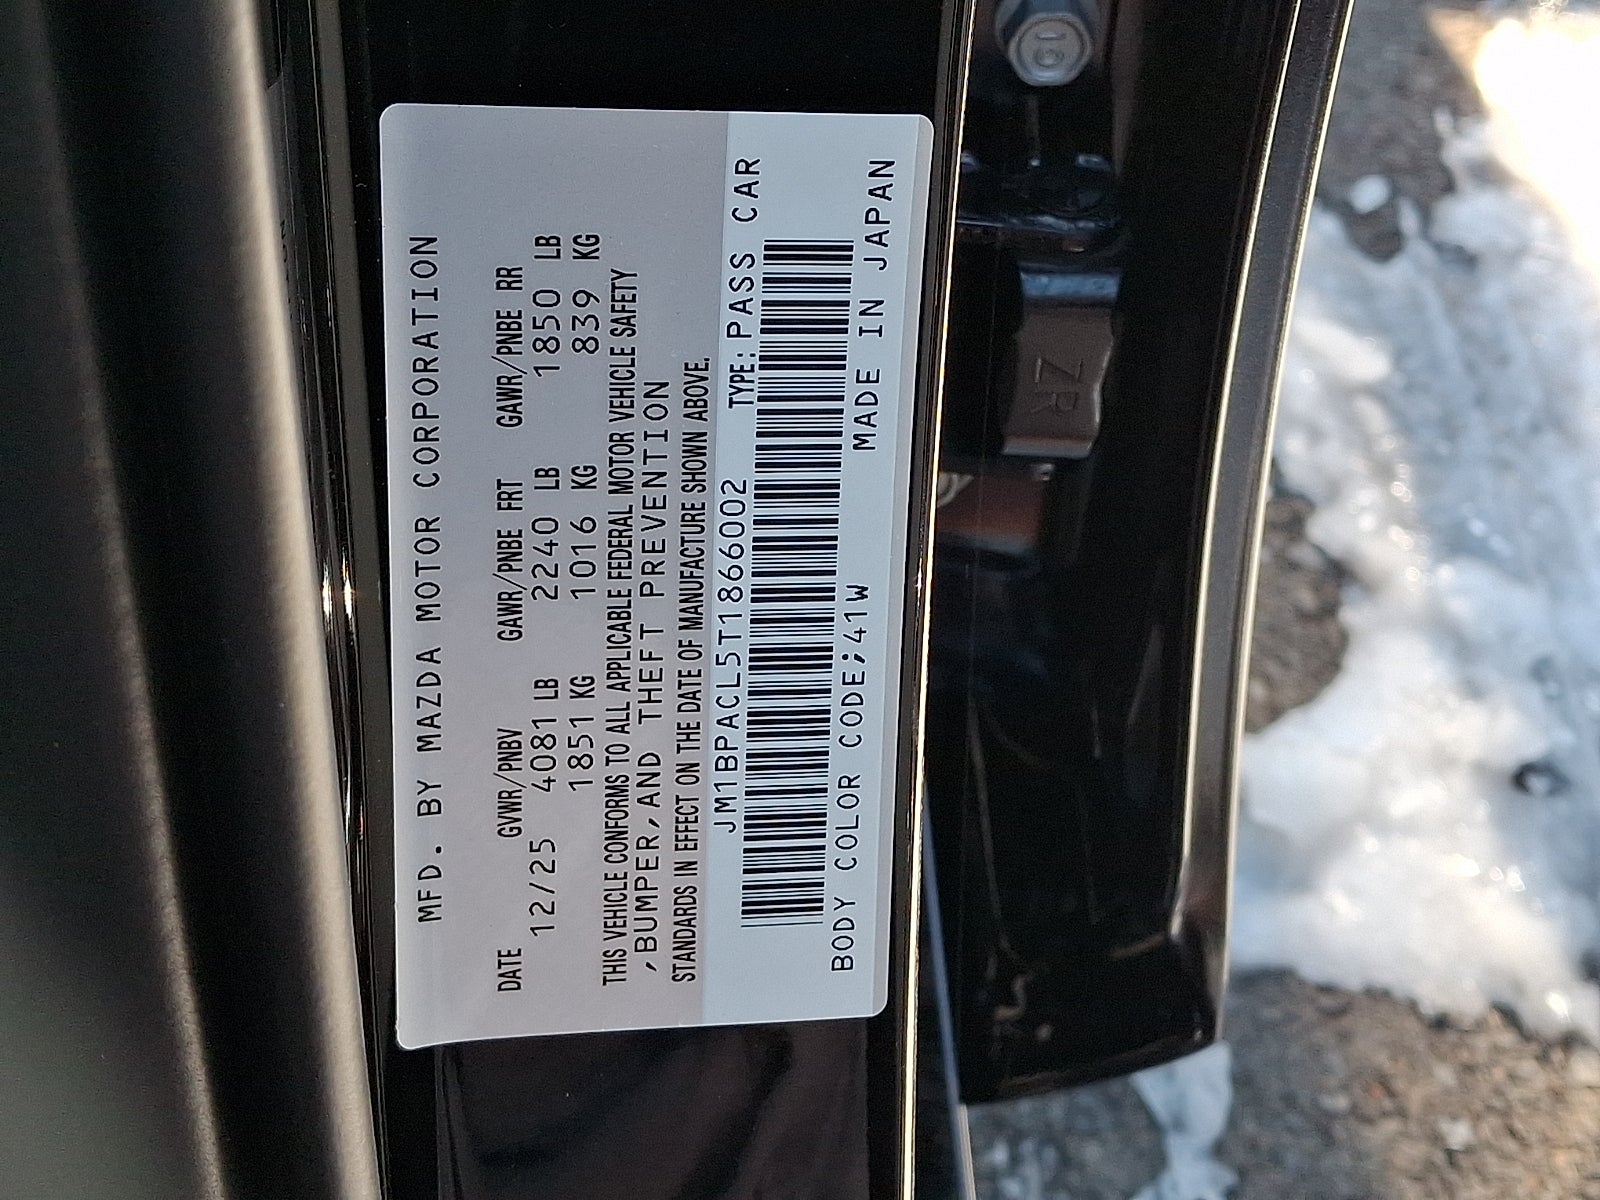 MFD. BY MAZDA MOTOR CORPORATION
DATE GVWR/PNBV GAWR/PNBE FRT GAWR/PNBE RR
12/25 4081 LB 2240 LB 1850 LB
1851 KG 1016 KG 839 KG
THIS VEHICLE CONFORMS TO ALL APPLICABLE FEDERAL MOTOR VEHICLE SAFETY
,BUMPER,AND THEFT PREVENTION
STANDARDS IN EFFECT ON THE DATE OF MANUFACTURE SHOWN ABOVE.
JM1BPACL5T1866002 TYPE:PASS CAR
BODY COLOR CODE;41W MADE IN JAPAN
ZR